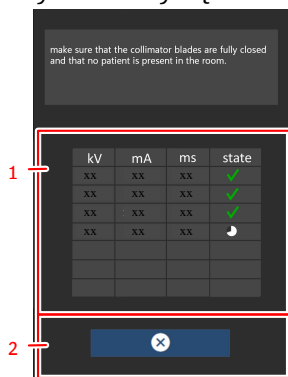 make sure that the collimator blades are fully closed
and that no patient is present in the room.
kV mA ms state
1
xx xx xx
xx xx xx
xx xx xx
xx xx xx
2